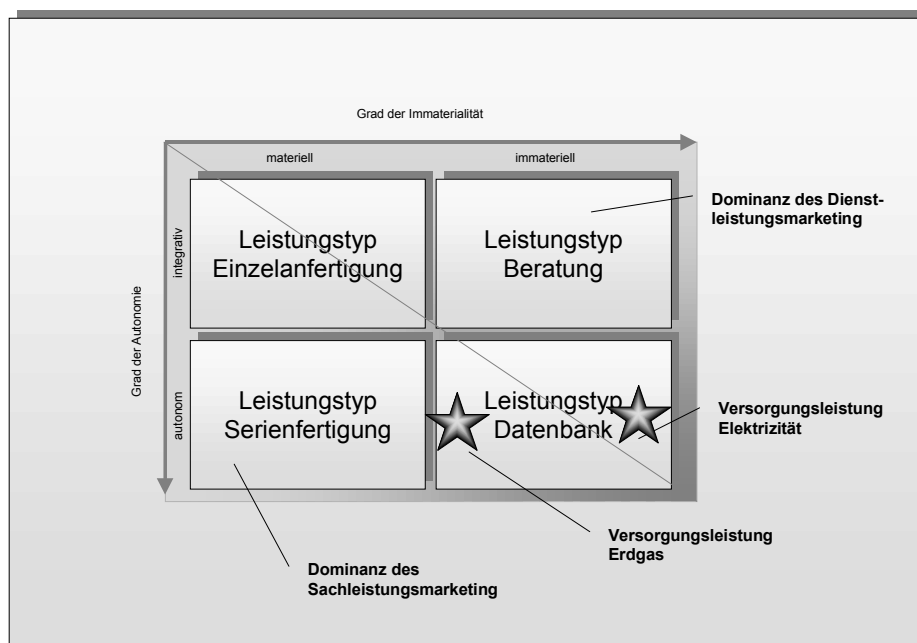 Grad der Immaterialität
materiell
immateriell
Grad der Autonomie
integrativ
autonom
Leistungstyp
Einzelanfertigung
Leistungstyp
Beratung
Dominanz des Dienst-
leistungsmarketing
Leistungstyp
Serienfertigung
Leistungstyp
Datenbank
Versorgungsleistung
Elektrizität
Versorgungsleistung
Erdgas
Dominanz des
Sachleistungsmarketing